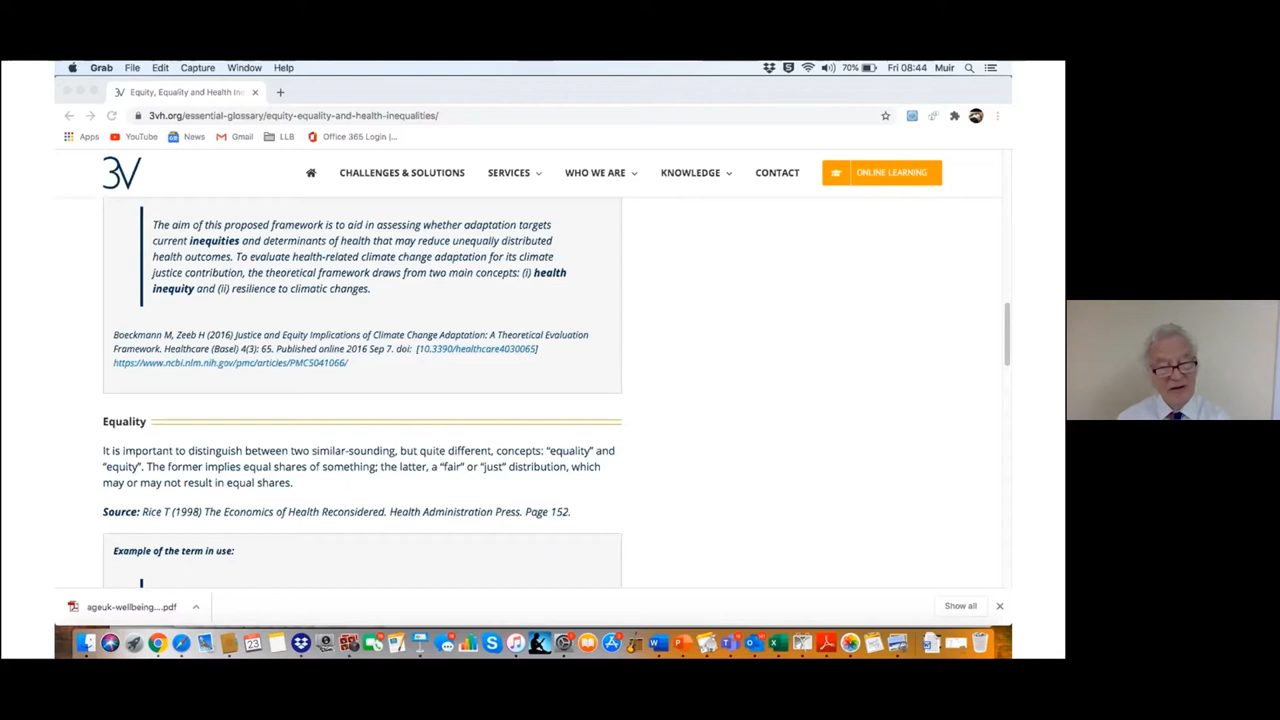 Grab File Edit Capture Window Help 70% Fri 08:44 Muir
Equity, Equality and Health Ine
3vh.org/essential-glossary/equity-equality-and-health-inequalities/
Apps YouTube News Gmail LLB Office 365 Login |...
3V CHALLENGES & SOLUTIONS SERVICES WHO WE ARE KNOWLEDGE CONTACT ONLINE LEARNING
The aim of this proposed framework is to aid in assessing whether adaptation targets
current inequities and determinants of health that may reduce unequally distributed
health outcomes. To evaluate health-related climate change adaptation for its climate
justice contribution, the theoretical framework draws from two main concepts: (i) health
inequity and (ii) resilience to climatic changes.
Boeckmann M, Zeeb H (2016) Justice and Equity Implications of Climate Change Adaptation: A Theoretical Evaluation
Framework. Healthcare (Basel) 4(3): 65. Published online 2016 Sep 7. doi: [10.3390/healthcare4030065]
https://www.ncbi.nlm.nih.gov/pmc/articles/PMC5041066/
Equality
It is important to distinguish between two similar-sounding, but quite different, concepts: “equality” and
“equity”. The former implies equal shares of something; the latter, a “fair” or “just” distribution, which
may or may not result in equal shares.
Source: Rice T (1998) The Economics of Health Reconsidered. Health Administration Press. Page 152.
Example of the term in use:
ageuk-wellbeing....pdf Show all
23